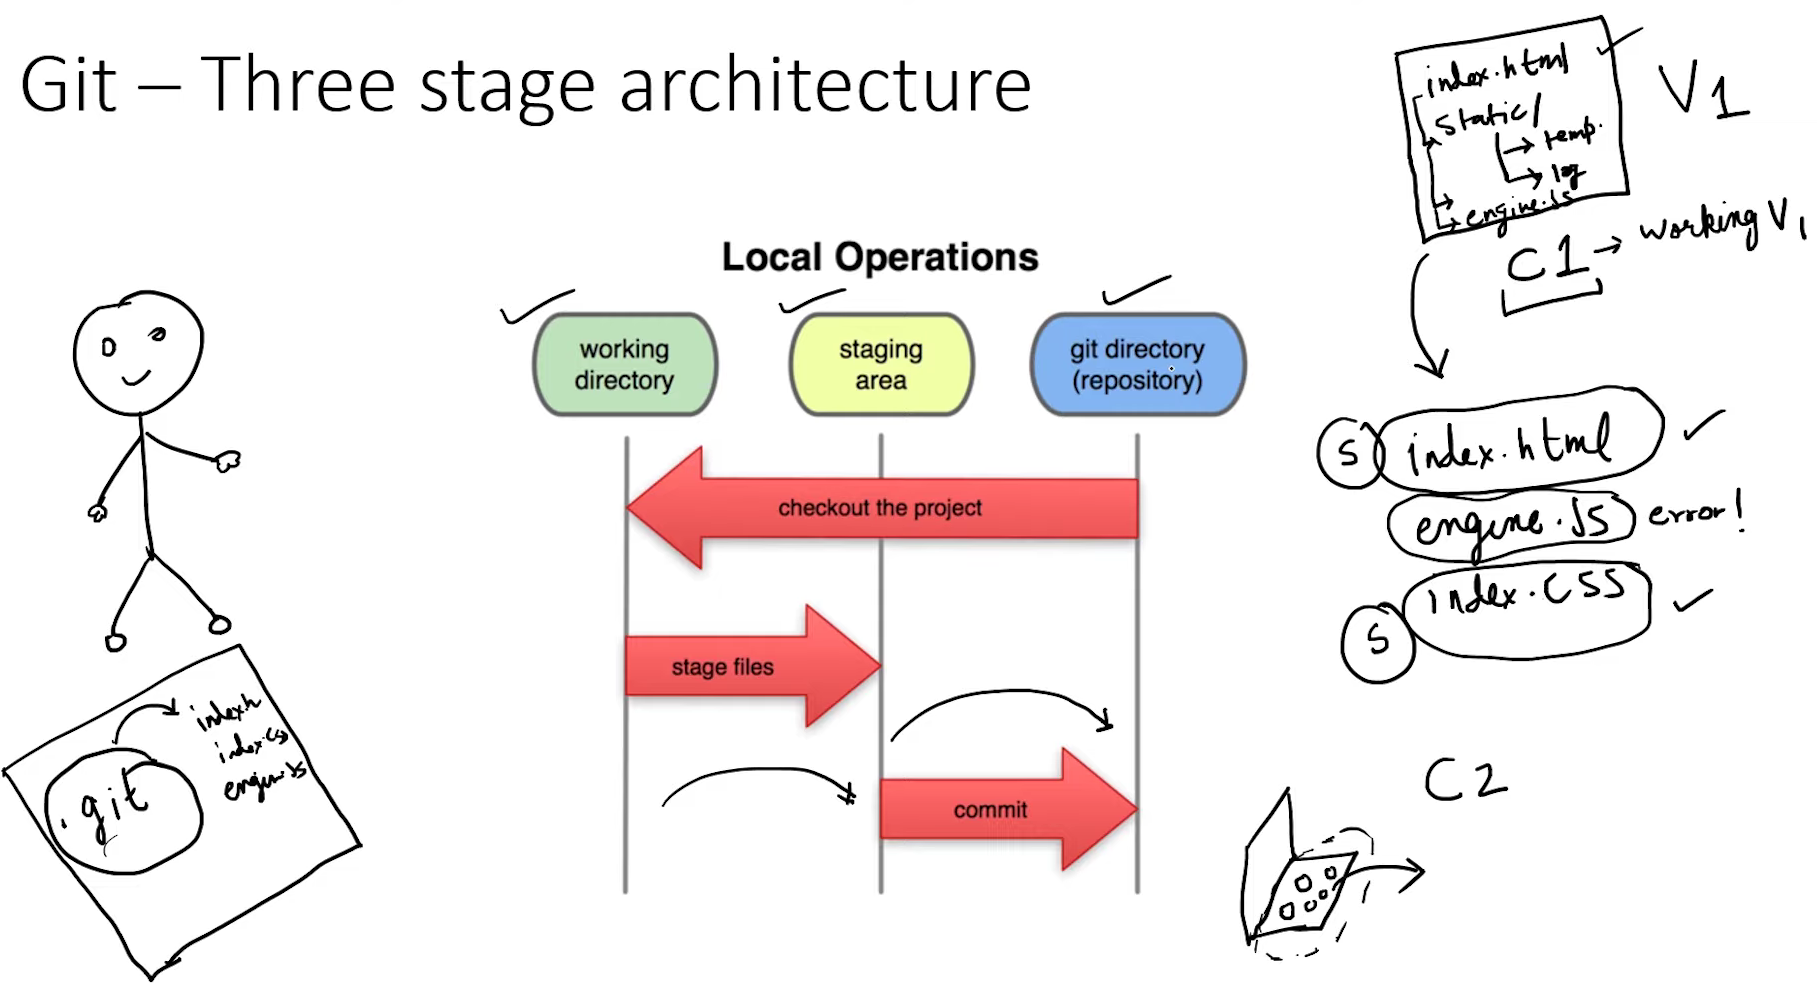 Git – Three stage architecture
index.html
static/
temp.
log
engine.js
V1
C1 → working V1
Local Operations
working
directory
staging
area
git directory
(repository)
checkout the project
stage files
commit
S index.html
engine.js error!
S index.css
C2
.git
index.h
index.css
engine.js